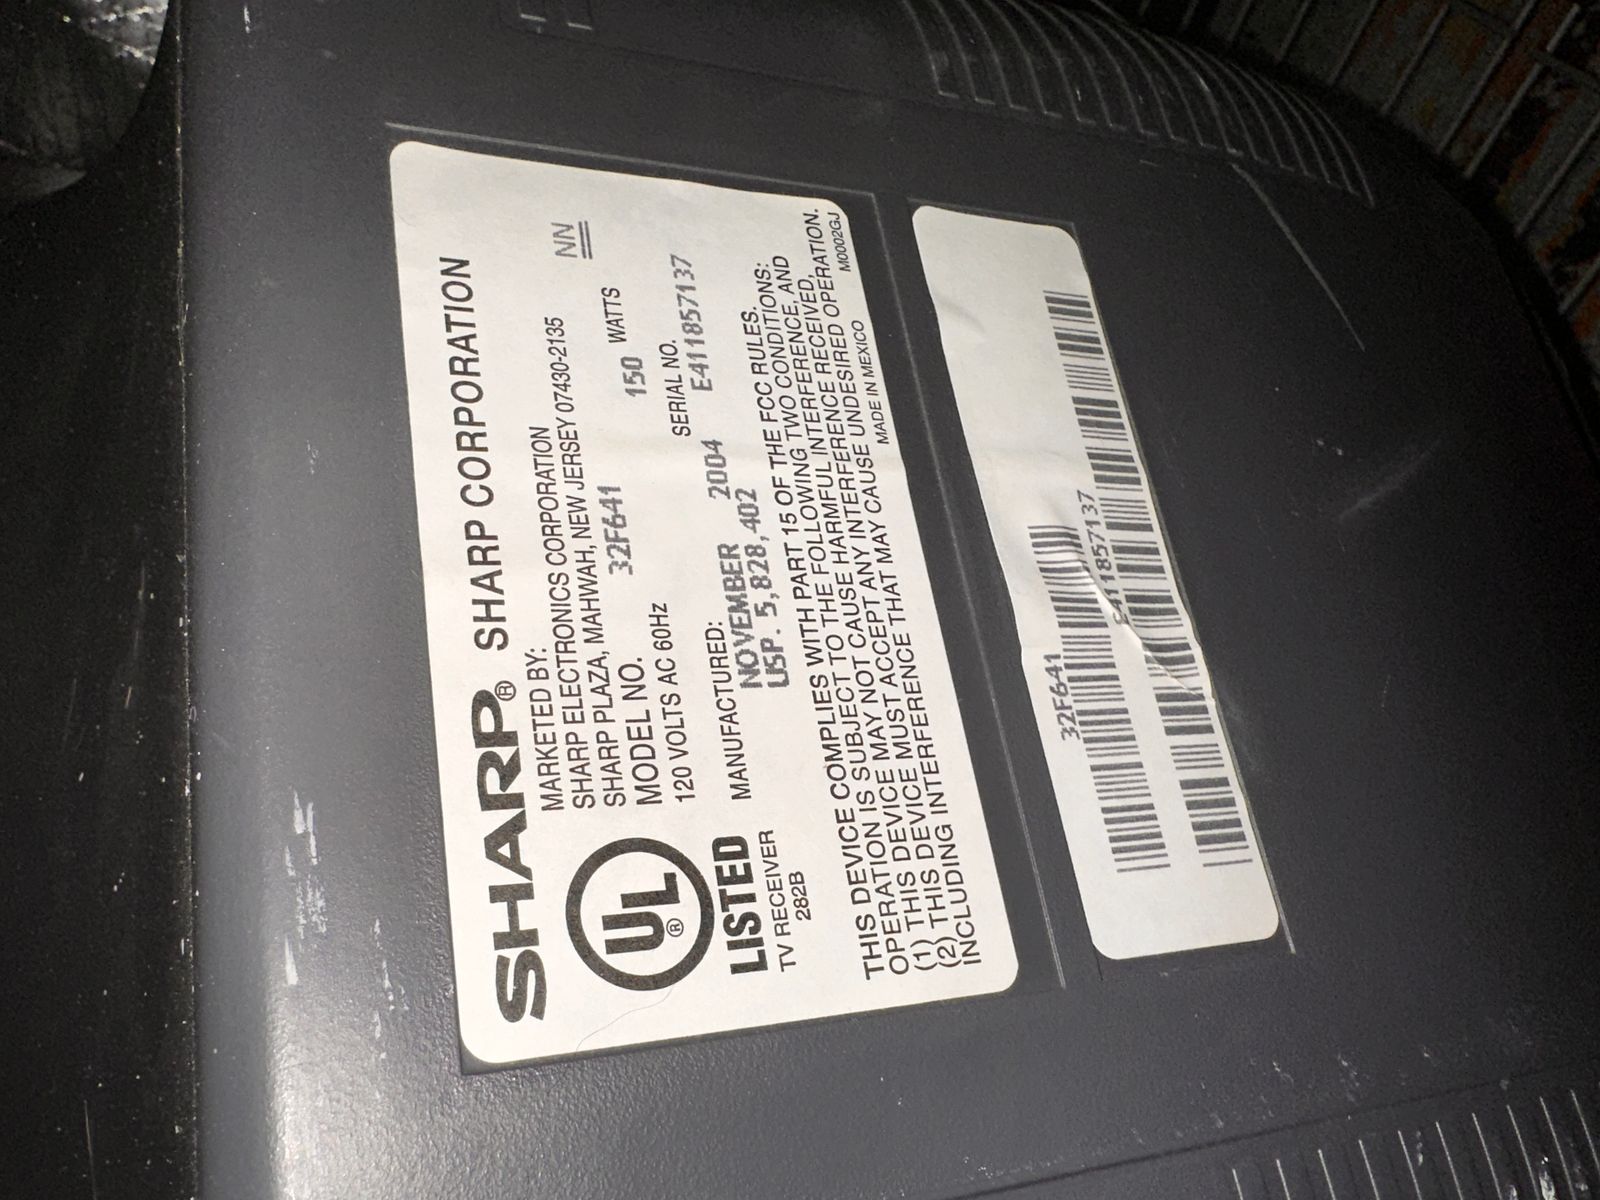 SHARP® SHARP CORPORATION
MARKETED BY:
SHARP ELECTRONICS CORPORATION
SHARP PLAZA, MAHWAH, NEW JERSEY 07430-2135 NN
MODEL NO. 32F641
120 VOLTS AC 60Hz 150 WATTS
UL®
LISTED
TV RECEIVER
282B
MANUFACTURED: SERIAL NO.
NOVEMBER 2004 E411857137
USP. 5,828,402
THIS DEVICE COMPLIES WITH PART 15 OF THE FCC RULES.
OPERATION IS SUBJECT TO THE FOLLOWING TWO CONDITIONS:
(1) THIS DEVICE MAY NOT CAUSE HARMFUL INTERFERENCE, AND
(2) THIS DEVICE MUST ACCEPT ANY INTERFERENCE RECEIVED,
INCLUDING INTERFERENCE THAT MAY CAUSE UNDESIRED OPERATION.
MADE IN MEXICO M0002GJ
32F641
E411857137